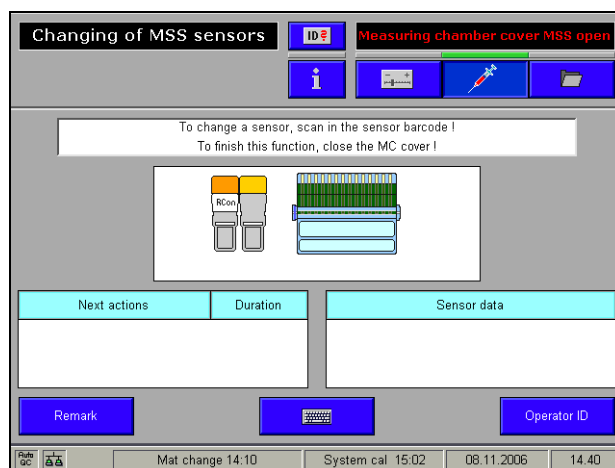 Changing of MSS sensors
ID?
Measuring chamber cover MSS open
i
To change a sensor, scan in the sensor barcode !
To finish this function, close the MC cover !
RCon
Next actions
Duration
Sensor data
Remark
Operator ID
Auto QC
Mat change 14:10
System cal 15:02
08.11.2006
14.40